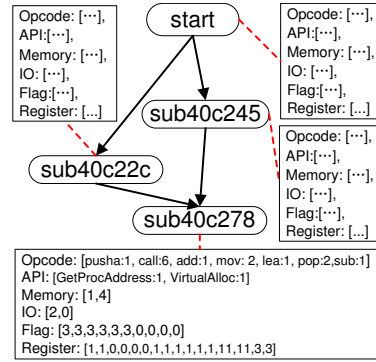 Opcode: […],
API:[…],
Memory: […],
IO: […],
Flag:[…],
Register: [...]
start
Opcode: […],
API:[…],
Memory: […],
IO: […],
Flag:[…],
Register: [...]
sub40c245
sub40c22c
Opcode: […],
API:[…],
Memory: […],
IO: […],
Flag:[…],
Register: [...]
sub40c278
Opcode: [pusha:1, call:6, add:1, mov: 2, lea:1, pop:2,sub:1]
API: [GetProcAddress:1, VirtualAlloc:1]
Memory: [1,4]
IO: [2,0]
Flag: [3,3,3,3,3,3,0,0,0,0]
Register: [1,1,0,0,0,0,1,1,1,1,1,1,11,11,3,3]